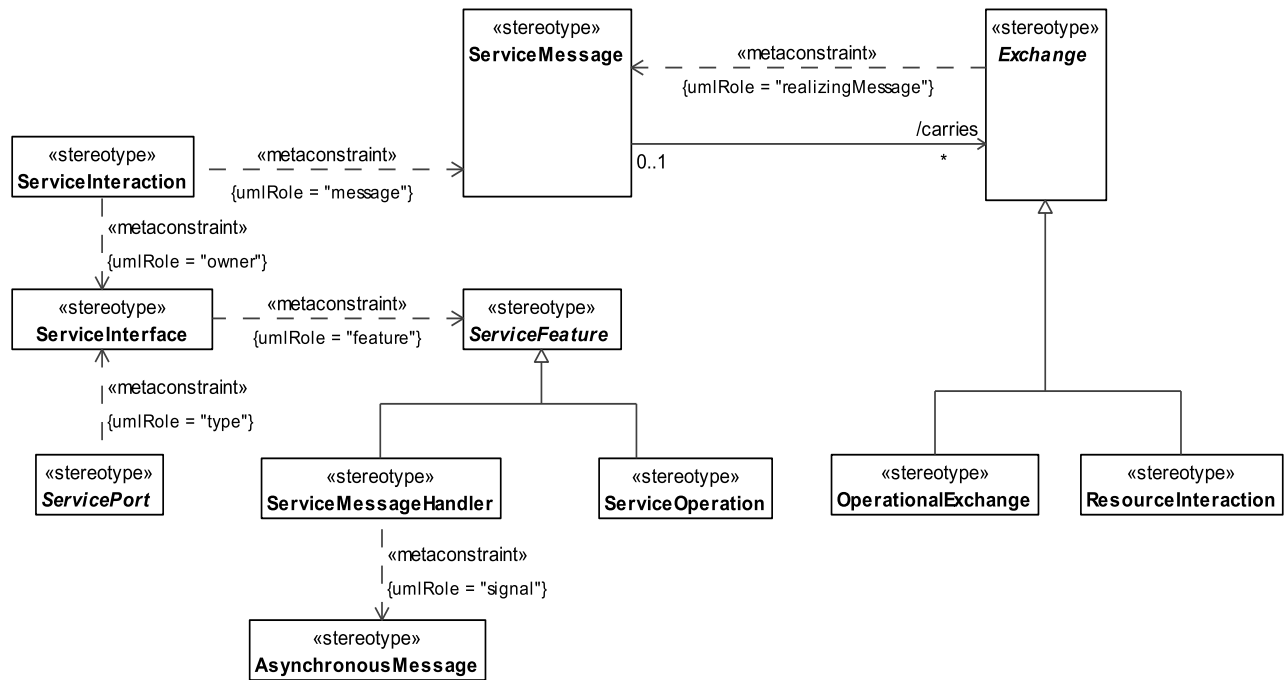 «stereotype»
ServiceMessage
«stereotype»
Exchange
«metaconstraint»
{umlRole = "realizingMessage"}
/carries
0..1
*
«stereotype»
ServiceInteraction
«metaconstraint»
{umlRole = "message"}
«metaconstraint»
{umlRole = "owner"}
«stereotype»
ServiceInterface
«metaconstraint»
{umlRole = "feature"}
«stereotype»
ServiceFeature
«metaconstraint»
{umlRole = "type"}
«stereotype»
ServicePort
«stereotype»
ServiceMessageHandler
«stereotype»
ServiceOperation
«stereotype»
OperationalExchange
«stereotype»
ResourceInteraction
«metaconstraint»
{umlRole = "signal"}
«stereotype»
AsynchronousMessage